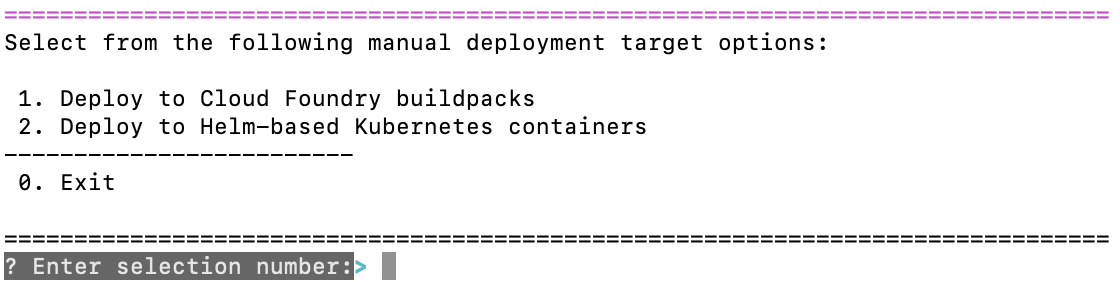 ===============================================================================
Select from the following manual deployment target options:
1. Deploy to Cloud Foundry buildpacks
2. Deploy to Helm-based Kubernetes containers
-------------------------
0. Exit
===============================================================================
? Enter selection number:>